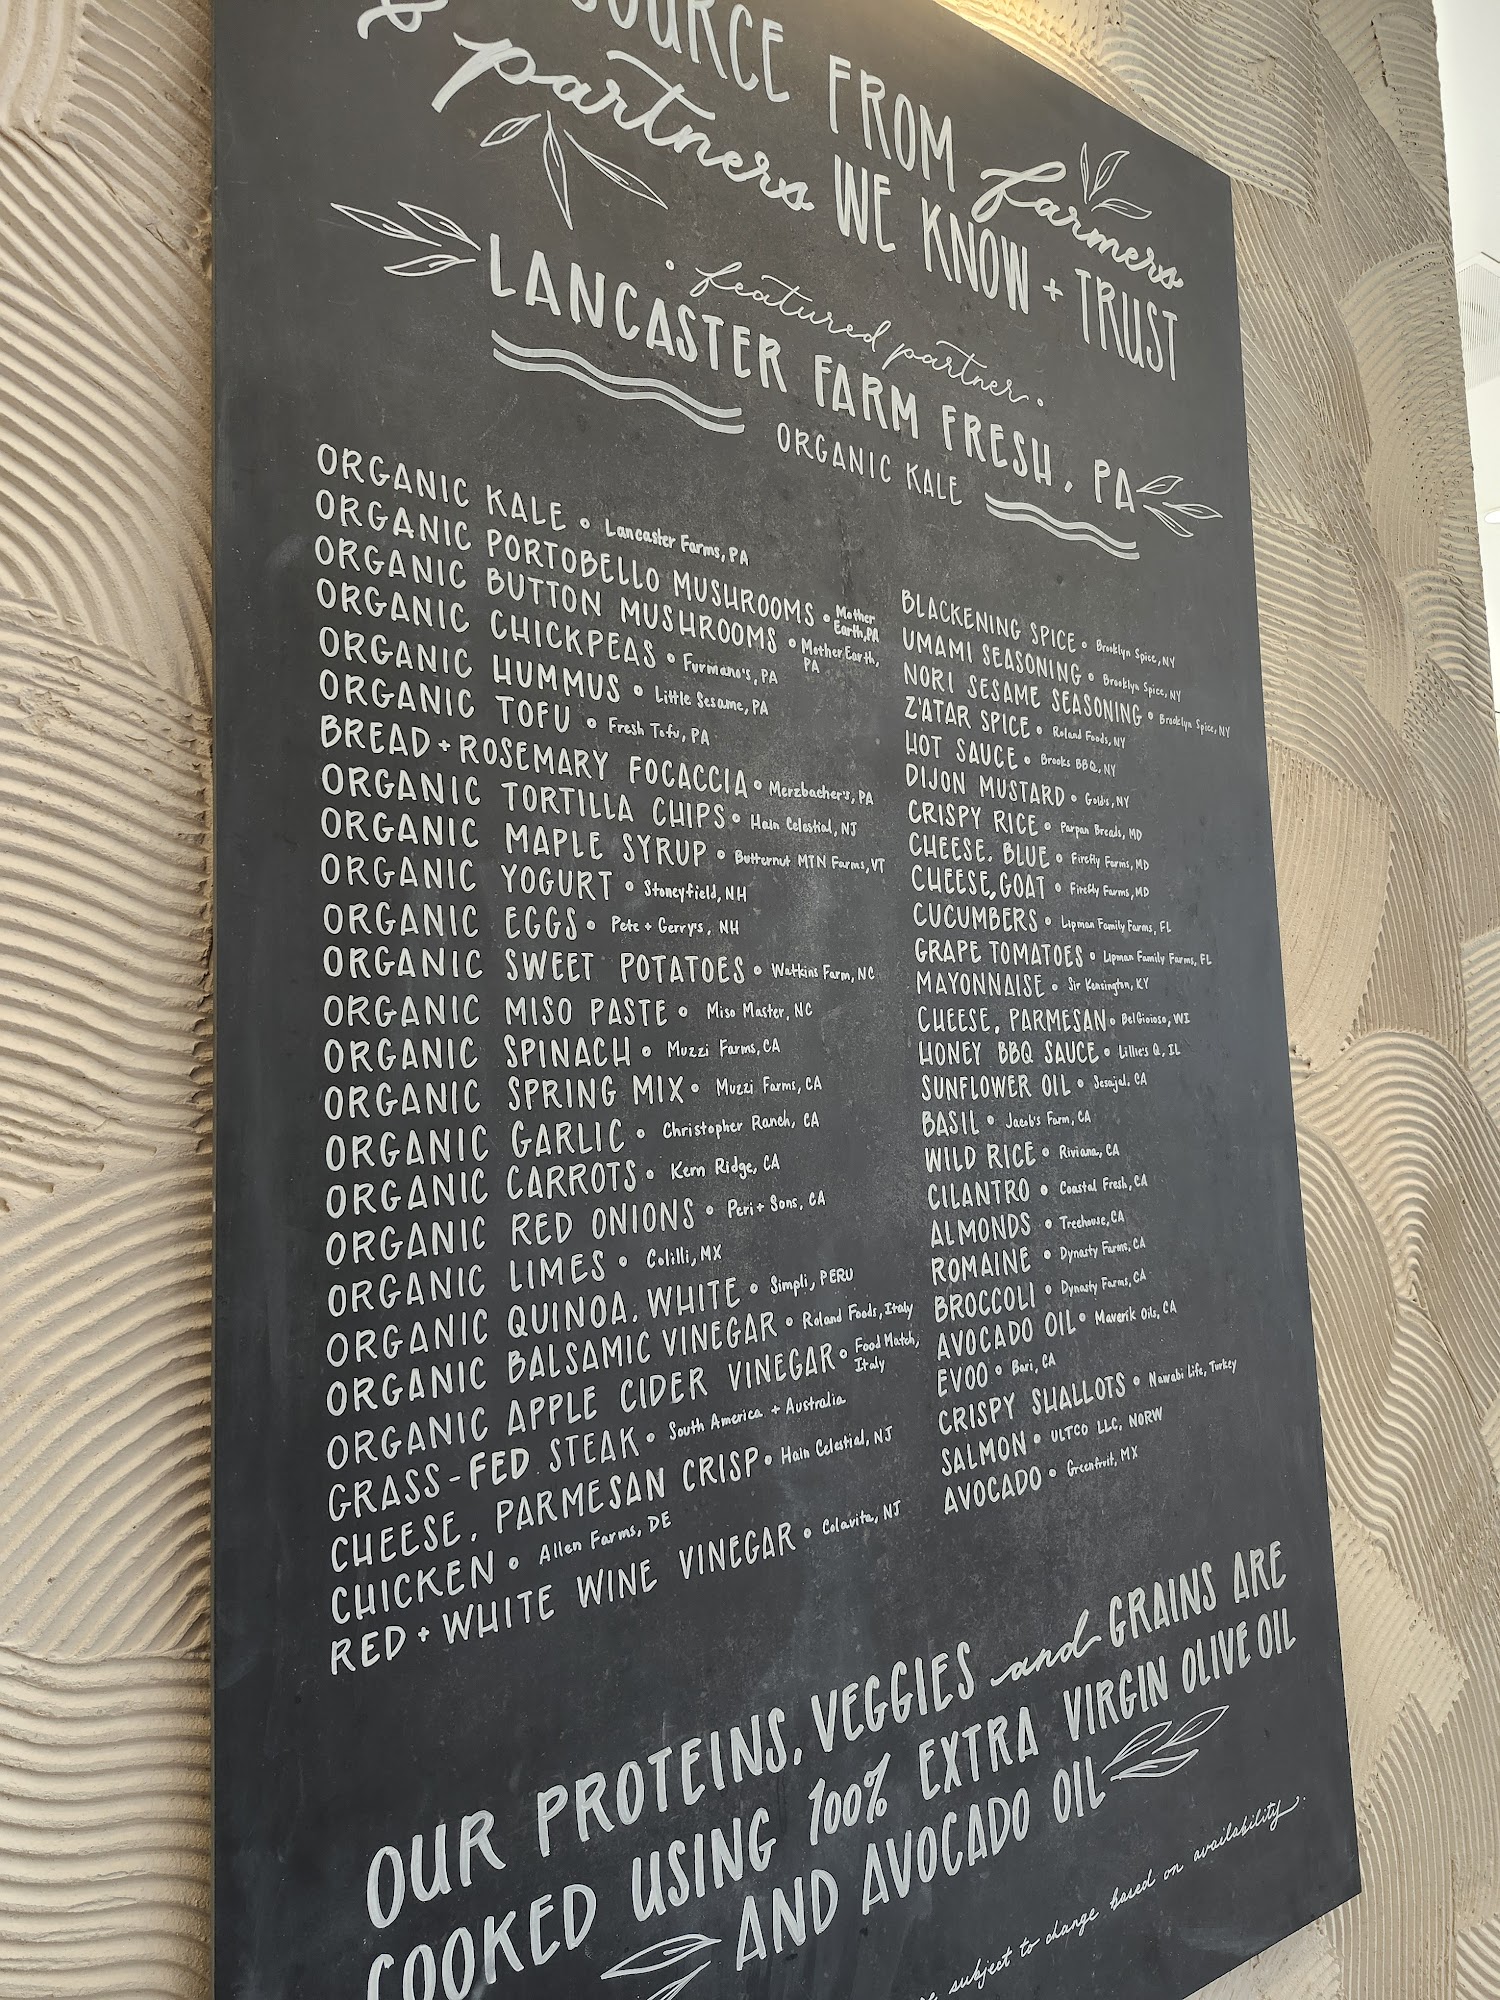 SOURCE FROM farmers
& partners WE KNOW + TRUST
• featured partner •
LANCASTER FARM FRESH, PA
ORGANIC KALE
ORGANIC KALE • Lancaster Farms, PA
ORGANIC PORTOBELLO MUSHROOMS • Mother Earth, PA
ORGANIC BUTTON MUSHROOMS • Mother Earth, PA
ORGANIC CHICKPEAS • Furmano's, PA
ORGANIC HUMMUS • Little Sesame, PA
ORGANIC TOFU • Fresh Tofu, PA
BREAD + ROSEMARY FOCACCIA • Merzbacher's, PA
ORGANIC TORTILLA CHIPS • Hain Celestial, NJ
ORGANIC MAPLE SYRUP • Butternut MTN Farms, VT
ORGANIC YOGURT • Stoneyfield, NH
ORGANIC EGGS • Pete + Gerry's, NH
ORGANIC SWEET POTATOES • Watkins Farm, NC
ORGANIC MISO PASTE • Miso Master, NC
ORGANIC SPINACH • Muzzi Farms, CA
ORGANIC SPRING MIX • Muzzi Farms, CA
ORGANIC GARLIC • Christopher Ranch, CA
ORGANIC CARROTS • Kern Ridge, CA
ORGANIC RED ONIONS • Peri + Sons, CA
ORGANIC LIMES • Colilli, MX
ORGANIC QUINOA, WHITE • Simpli, PERU
ORGANIC BALSAMIC VINEGAR • Roland Foods, Italy
ORGANIC APPLE CIDER VINEGAR • Food Match, Italy
GRASS-FED STEAK • South America + Australia
CHEESE, PARMESAN CRISP • Hain Celestial, NJ
CHICKEN • Allen Farms, DE
RED + WHITE WINE VINEGAR • Colavita, NJ
BLACKENING SPICE • Brooklyn Spice, NY
UMAMI SEASONING • Brooklyn Spice, NY
NORI SESAME SEASONING • Brooklyn Spice, NY
Z'ATAR SPICE • Roland Foods, NY
HOT SAUCE • Brooks BBQ, NY
DIJON MUSTARD • Gold's, NY
CRISPY RICE • Parpan Breads, MD
CHEESE, BLUE • Firefly Farms, MD
CHEESE, GOAT • Firefly Farms, MD
CUCUMBERS • Lipman Family Farms, FL
GRAPE TOMATOES • Lipman Family Farms, FL
MAYONNAISE • Sir Kensington, KY
CHEESE, PARMESAN • BelGioioso, WI
HONEY BBQ SAUCE • Lillie's Q, IL
SUNFLOWER OIL • Sesajal, CA
BASIL • Jacob's Farm, CA
WILD RICE • Riviana, CA
CILANTRO • Coastal Fresh, CA
ALMONDS • Treehouse, CA
ROMAINE • Dynasty Farms, CA
BROCCOLI • Dynasty Farms, CA
AVOCADO OIL • Maverik Oils, CA
EVOO • Bari, CA
CRISPY SHALLOTS • Nawabi Life, Turkey
SALMON • ULTCO LLC, NORW
AVOCADO • Greenfruit, MX
OUR PROTEINS, VEGGIES and GRAINS ARE
COOKED USING 100% EXTRA VIRGIN OLIVE OIL
AND AVOCADO OIL
subject to change based on availability.